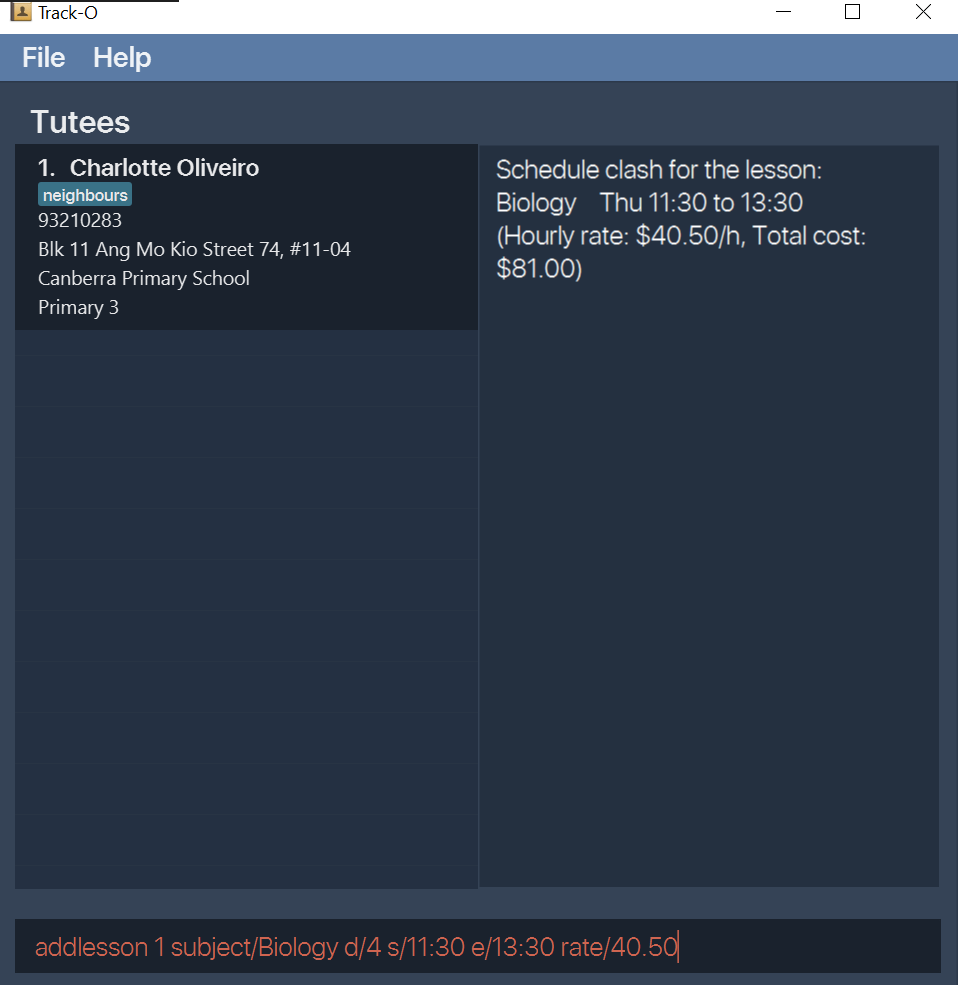 Track-O
File Help
Tutees
1. Charlotte Oliveiro
neighbours
93210283
Blk 11 Ang Mo Kio Street 74, #11-04
Canberra Primary School
Primary 3
Schedule clash for the lesson:
Biology Thu 11:30 to 13:30
(Hourly rate: $40.50/h, Total cost:
$81.00)
addlesson 1 subject/Biology d/4 s/11:30 e/13:30 rate/40.50